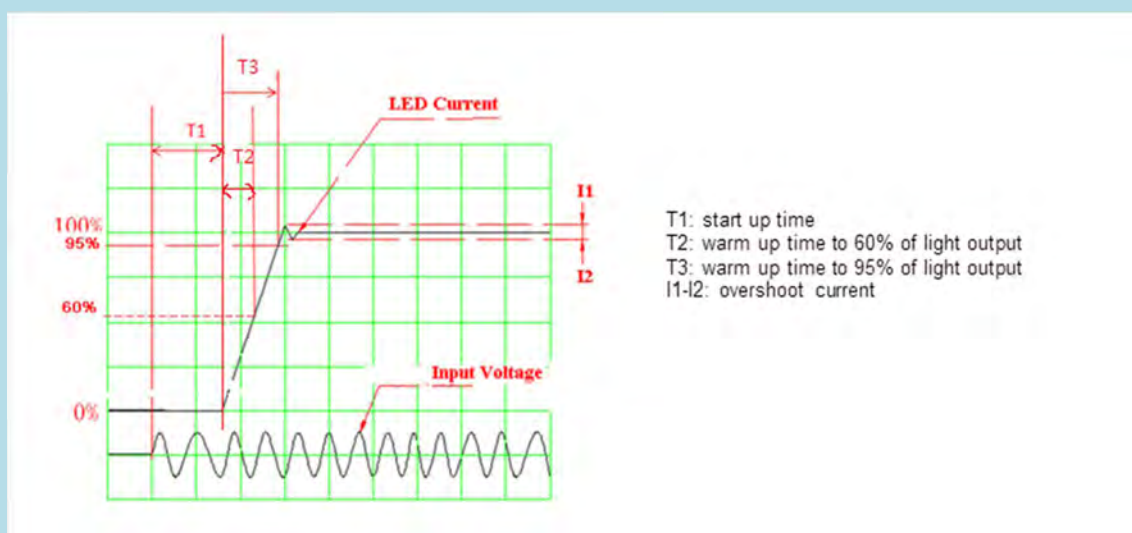 T3
LED Current
T1
T2
I1
100%
95%
I2
60%
Input Voltage
0%
T1: start up time
T2: warm up time to 60% of light output
T3: warm up time to 95% of light output
I1-I2: overshoot current